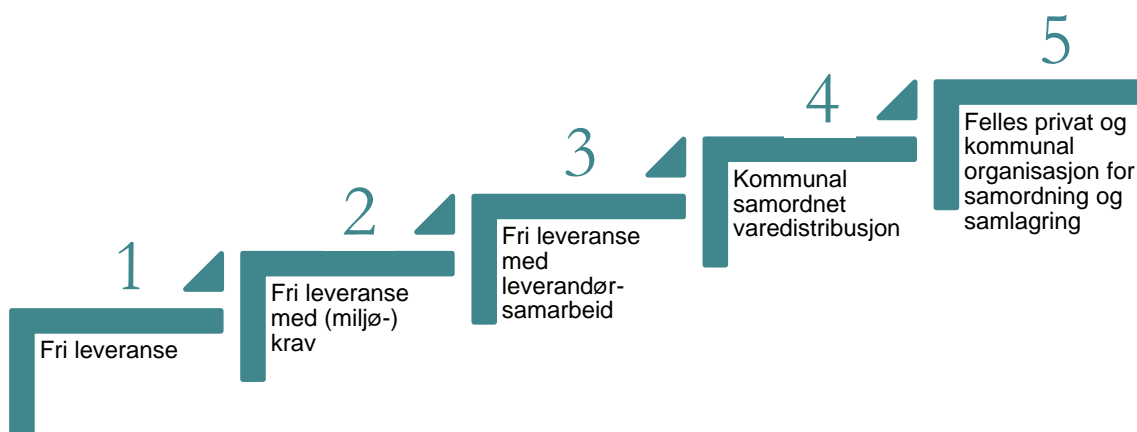 1
Fri leveranse
2
Fri leveranse
med (miljø-)
krav
3
Fri leveranse
med
leverandør-
samarbeid
4
Kommunal
samordnet
varedistribusjon
5
Felles privat og
kommunal
organisasjon for
samordning og
samlagring